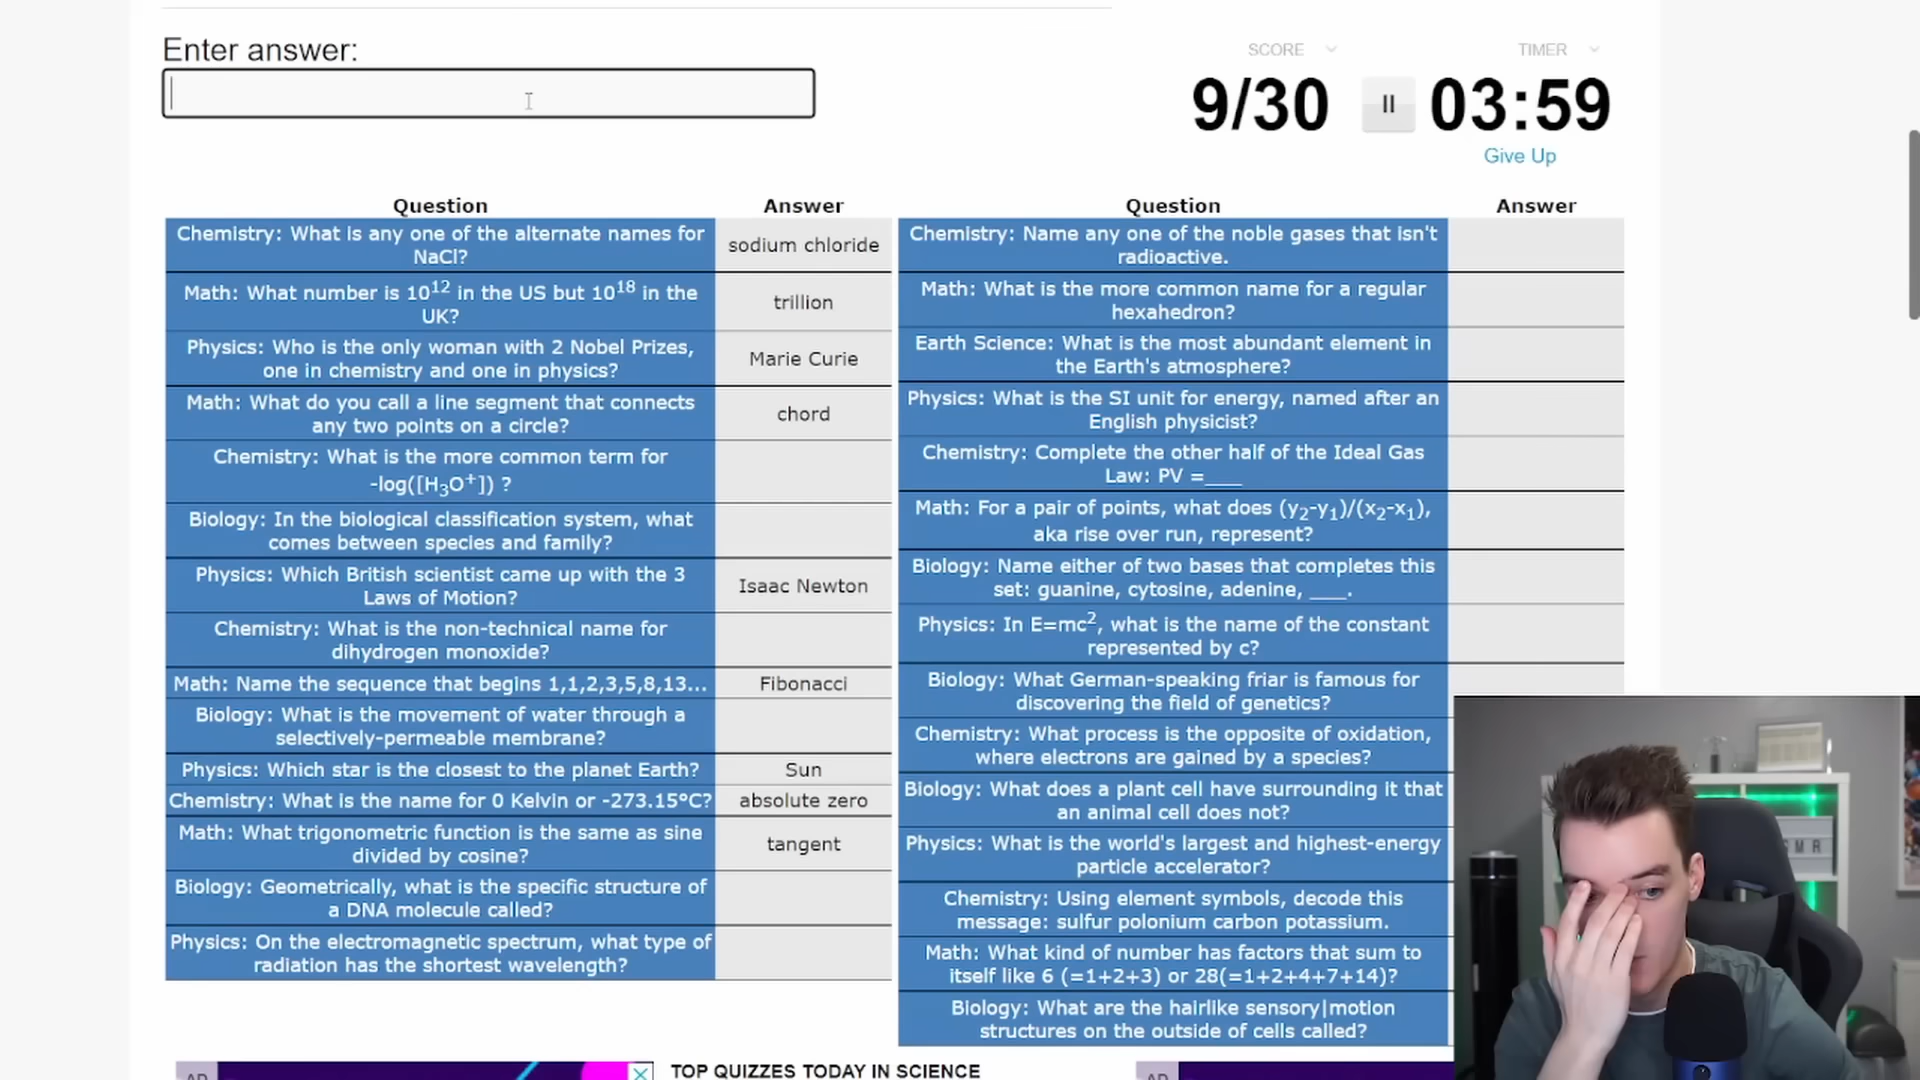 Enter answer:
SCORE
TIMER
9/30
03:59
Give Up
Question
Answer
Chemistry: What is any one of the alternate names for
NaCl?
sodium chloride
Math: What number is 10¹² in the US but 10¹⁸ in the
UK?
trillion
Physics: Who is the only woman with 2 Nobel Prizes,
one in chemistry and one in physics?
Marie Curie
Math: What do you call a line segment that connects
any two points on a circle?
chord
Chemistry: What is the more common term for
-log([H₃O⁺]) ?
Biology: In the biological classification system, what
comes between species and family?
Physics: Which British scientist came up with the 3
Laws of Motion?
Isaac Newton
Chemistry: What is the non-technical name for
dihydrogen monoxide?
Math: Name the sequence that begins 1,1,2,3,5,8,13...
Fibonacci
Biology: What is the movement of water through a
selectively-permeable membrane?
Physics: Which star is the closest to the planet Earth?
Sun
Chemistry: What is the name for 0 Kelvin or -273.15°C?
absolute zero
Math: What trigonometric function is the same as sine
divided by cosine?
tangent
Biology: Geometrically, what is the specific structure of
a DNA molecule called?
Physics: On the electromagnetic spectrum, what type of
radiation has the shortest wavelength?
Question
Answer
Chemistry: Name any one of the noble gases that isn't
radioactive.
Math: What is the more common name for a regular
hexahedron?
Earth Science: What is the most abundant element in
the Earth's atmosphere?
Physics: What is the SI unit for energy, named after an
English physicist?
Chemistry: Complete the other half of the Ideal Gas
Law: PV =___
Math: For a pair of points, what does (y₂-y₁)/(x₂-x₁),
aka rise over run, represent?
Biology: Name either of two bases that completes this
set: guanine, cytosine, adenine, ___.
Physics: In E=mc², what is the name of the constant
represented by c?
Biology: What German-speaking friar is famous for
discovering the field of genetics?
Chemistry: What process is the opposite of oxidation,
where electrons are gained by a species?
Biology: What does a plant cell have surrounding it that
an animal cell does not?
Physics: What is the world's largest and highest-energy
particle accelerator?
Chemistry: Using element symbols, decode this
message: sulfur polonium carbon potassium.
Math: What kind of number has factors that sum to
itself like 6 (=1+2+3) or 28(=1+2+4+7+14)?
Biology: What are the hairlike sensory|motion
structures on the outside of cells called?
AD
TOP QUIZZES TODAY IN SCIENCE
AD